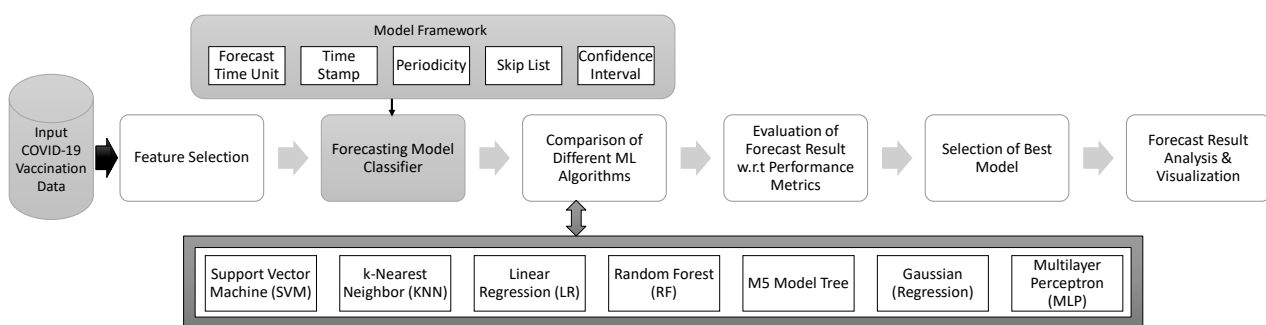 Model Framework
Forecast
Time Unit
Time
Stamp
Periodicity
Skip List
Confidence
Interval
Input
COVID-19
Vaccination
Data
Feature Selection
Forecasting Model
Classifier
Comparison of
Different ML
Algorithms
Evaluation of
Forecast Result
w.r.t Performance
Metrics
Selection of Best
Model
Forecast Result
Analysis &
Visualization
Support Vector
Machine (SVM)
k-Nearest
Neighbor (KNN)
Linear
Regression (LR)
Random Forest
(RF)
M5 Model Tree
Gaussian
(Regression)
Multilayer
Perceptron
(MLP)